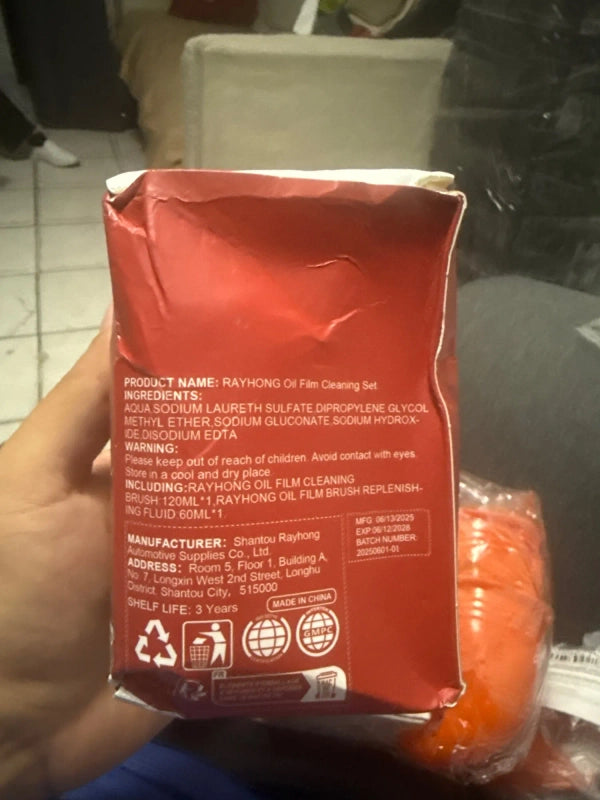 PRODUCT NAME: RAYHONG Oil Film Cleaning Set
INGREDIENTS:
AQUA.SODIUM LAURETH SULFATE.DIPROPYLENE GLYCOL
METHYL ETHER.SODIUM GLUCONATE.SODIUM HYDROX-
IDE.DISODIUM EDTA
WARNING:
Please keep out of reach of children. Avoid contact with eyes.
Store in a cool and dry place.
INCLUDING:RAYHONG OIL FILM CLEANING
BRUSH 120ML*1,RAYHONG OIL FILM BRUSH REPLENISH-
ING FLUID 60ML*1
MFG: 06/13/2025
EXP:06/12/2028
BATCH NUMBER:
20250601-01
MANUFACTURER: Shantou Rayhong
Automotive Supplies Co., Ltd.
ADDRESS: Room 5, Floor 1, Building A,
No. 7, Longxin West 2nd Street, Longhu
District, Shantou City, 515000
SHELF LIFE: 3 Years
MADE IN CHINA
GMPC
FR